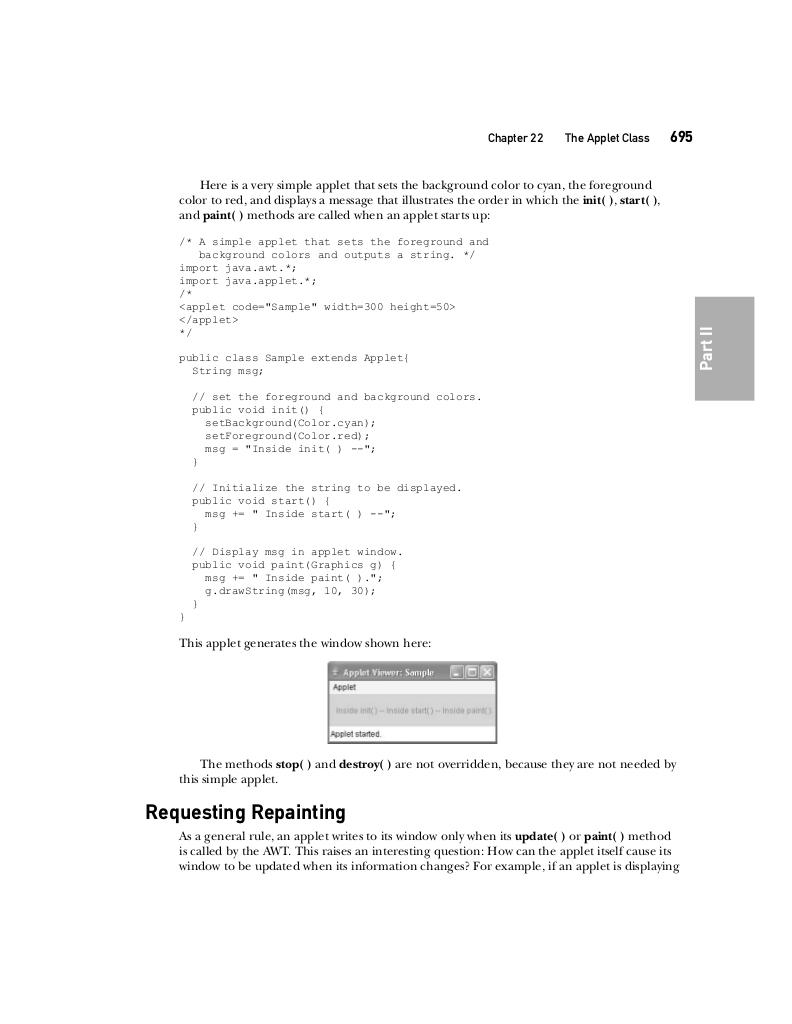 Chapter 22 The Applet Class 695
Here is a very simple applet that sets the background color to cyan, the foreground
color to red, and displays a message that illustrates the order in which the init( ), start( ),
and paint( ) methods are called when an applet starts up:
/* A simple applet that sets the foreground and
   background colors and outputs a string. */
import java.awt.*;
import java.applet.*;
/*
<applet code="Sample" width=300 height=50>
</applet>
*/
public class Sample extends Applet{
  String msg;
  // set the foreground and background colors.
  public void init() {
    setBackground(Color.cyan);
    setForeground(Color.red);
    msg = "Inside init( ) --";
  }
  // Initialize the string to be displayed.
  public void start() {
    msg += " Inside start( ) --";
  }
  // Display msg in applet window.
  public void paint(Graphics g) {
    msg += " Inside paint( ).";
    g.drawString(msg, 10, 30);
  }
}
Part II
This applet generates the window shown here:
Applet Viewer: Sample
Applet
Inside init( ) -- Inside start( ) -- Inside paint( ).
Applet started.
The methods stop( ) and destroy( ) are not overridden, because they are not needed by
this simple applet.
Requesting Repainting
As a general rule, an applet writes to its window only when its update( ) or paint( ) method
is called by the AWT. This raises an interesting question: How can the applet itself cause its
window to be updated when its information changes? For example, if an applet is displaying